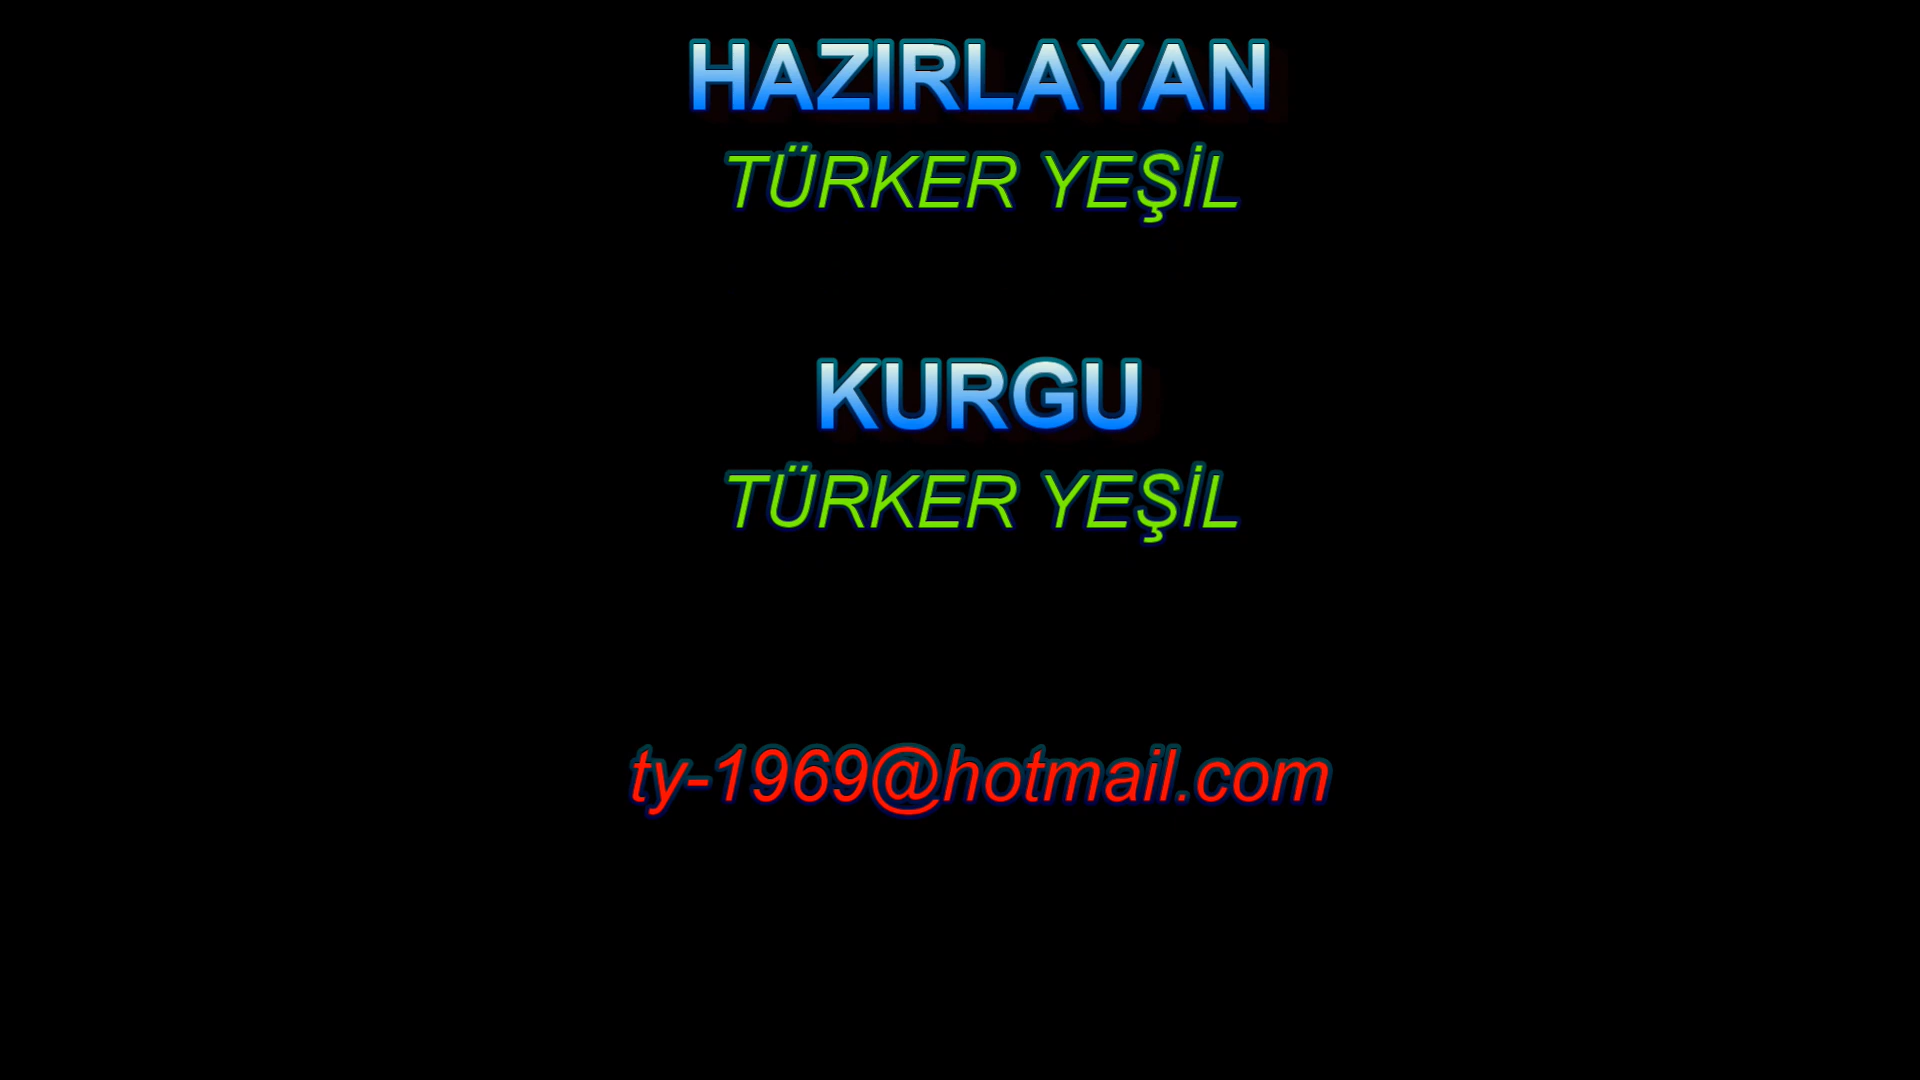 HAZIRLAYAN
TÜRKER YEŞİL
KURGU
TÜRKER YEŞİL
ty-1969@hotmail.com